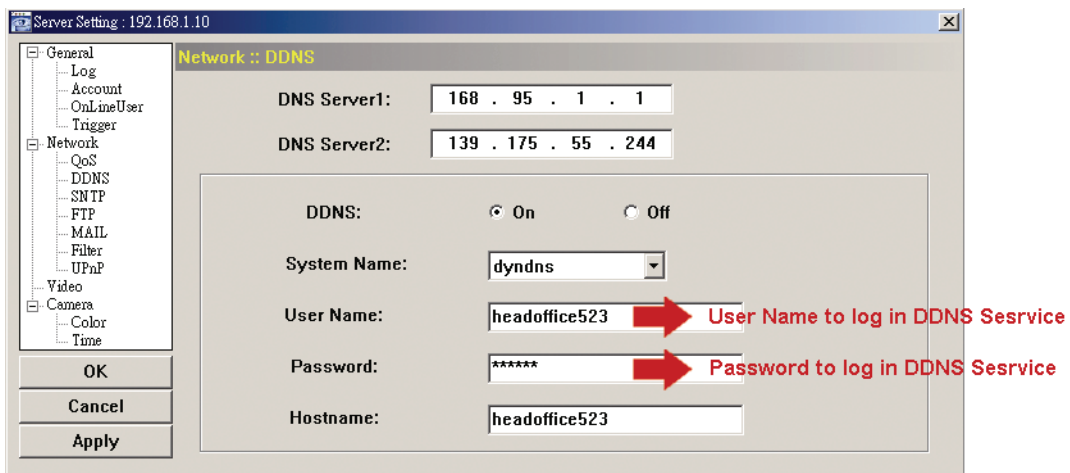 Server Setting : 192.168.1.10
General
Log
Account
OnLineUser
Trigger
Network
QoS
DDNS
SNTP
FTP
MAIL
Filter
UPnP
Video
Camera
Color
Time
OK
Cancel
Apply
Network :: DDNS
DNS Server1: 168 . 95 . 1 . 1
DNS Server2: 139 . 175 . 55 . 244
DDNS: On Off
System Name: dyndns
User Name: headoffice523 User Name to log in DDNS Sesrvice
Password: ****** Password to log in DDNS Sesrvice
Hostname: headoffice523